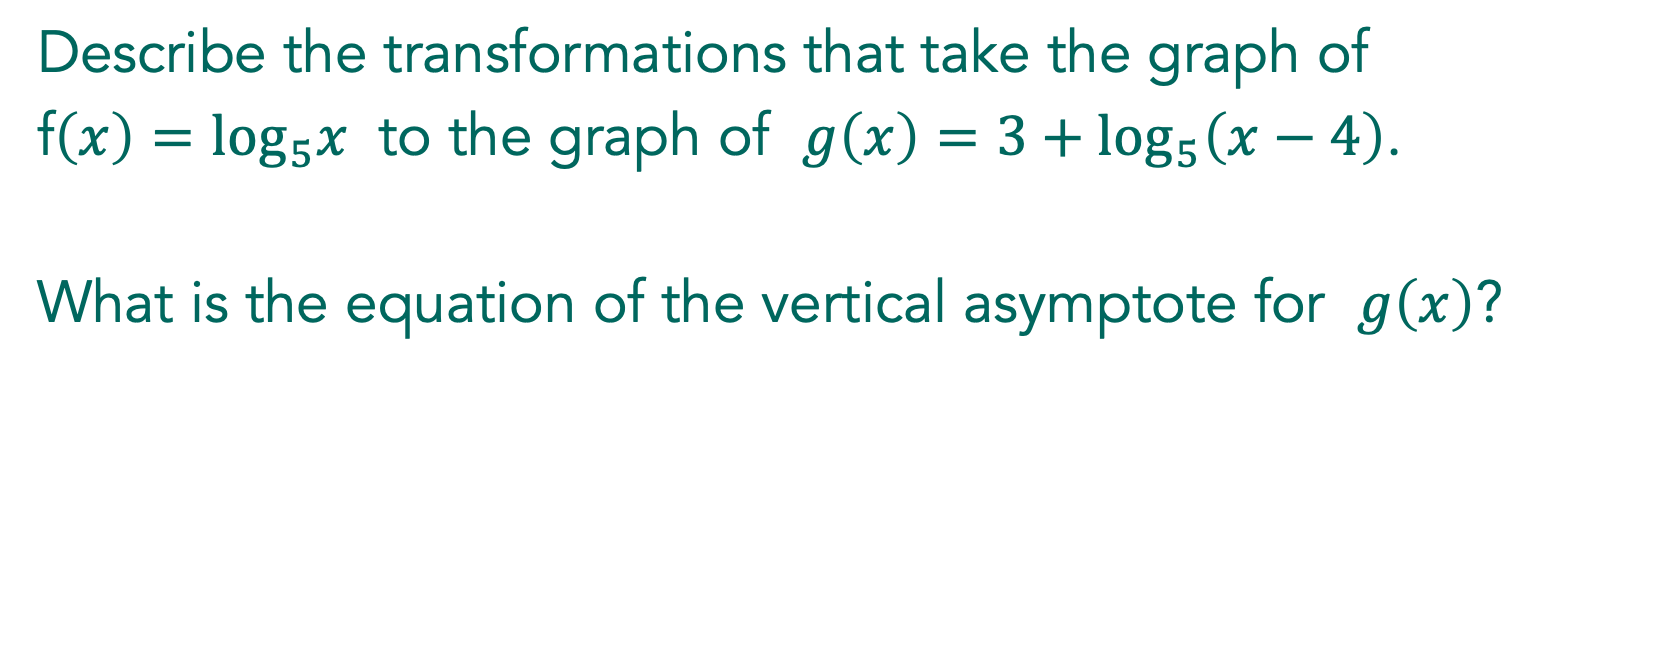 Describe the transformations that take the graph of
f(x) = log₅x to the graph of g(x) = 3 + log₅(x − 4).
What is the equation of the vertical asymptote for g(x)?